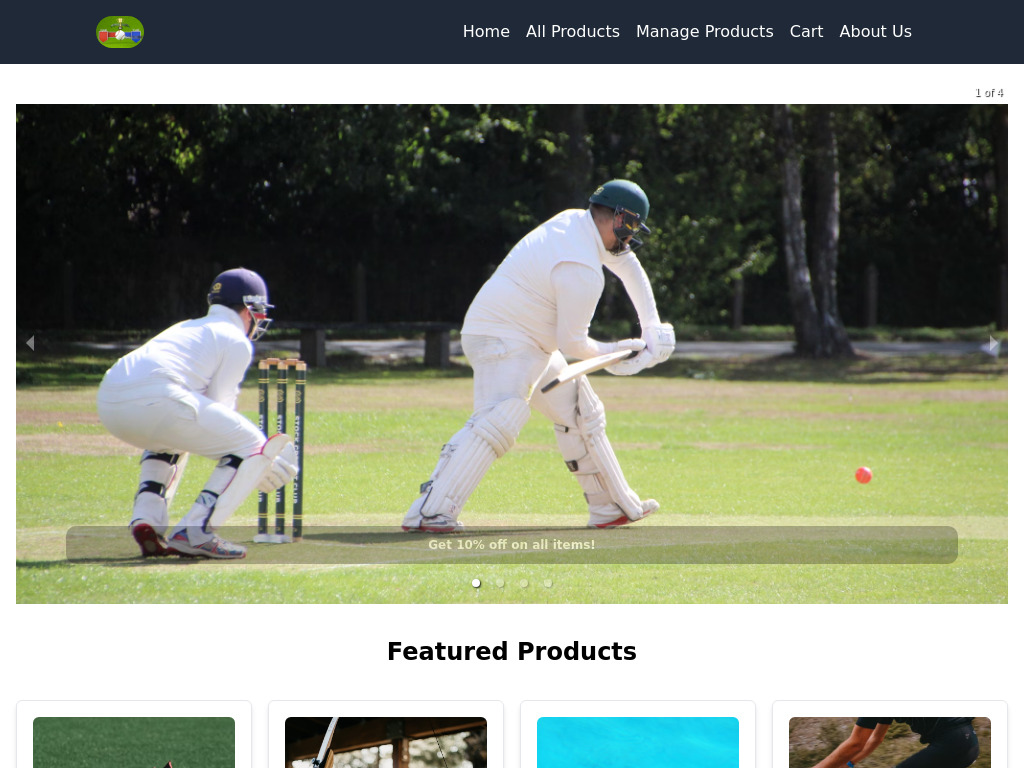 Home All Products Manage Products Cart About Us
1 of 4
Get 10% off on all items!
Featured Products